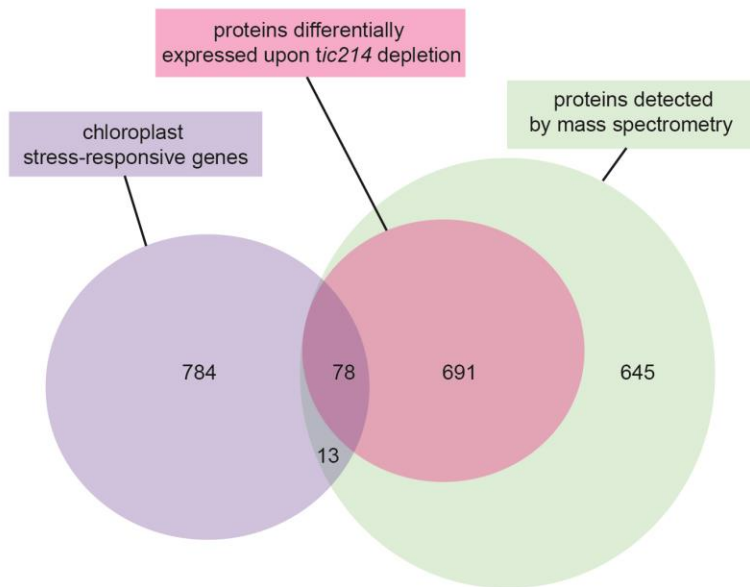 proteins differentially
expressed upon tic214 depletion
proteins detected
by mass spectrometry
chloroplast
stress-responsive genes
784
78
691
645
13